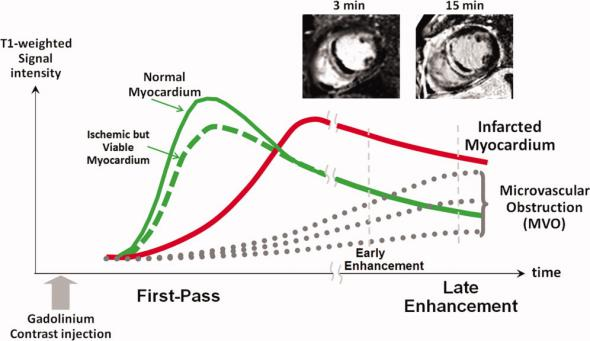 3 min
15 min
T1-weighted
Signal
intensity
Normal
Myocardium
Ischemic but
Viable
Myocardium
Infarcted
Myocardium
Microvascular
Obstruction
(MVO)
Early
Enhancement
time
First-Pass
Late
Enhancement
Gadolinium
Contrast injection